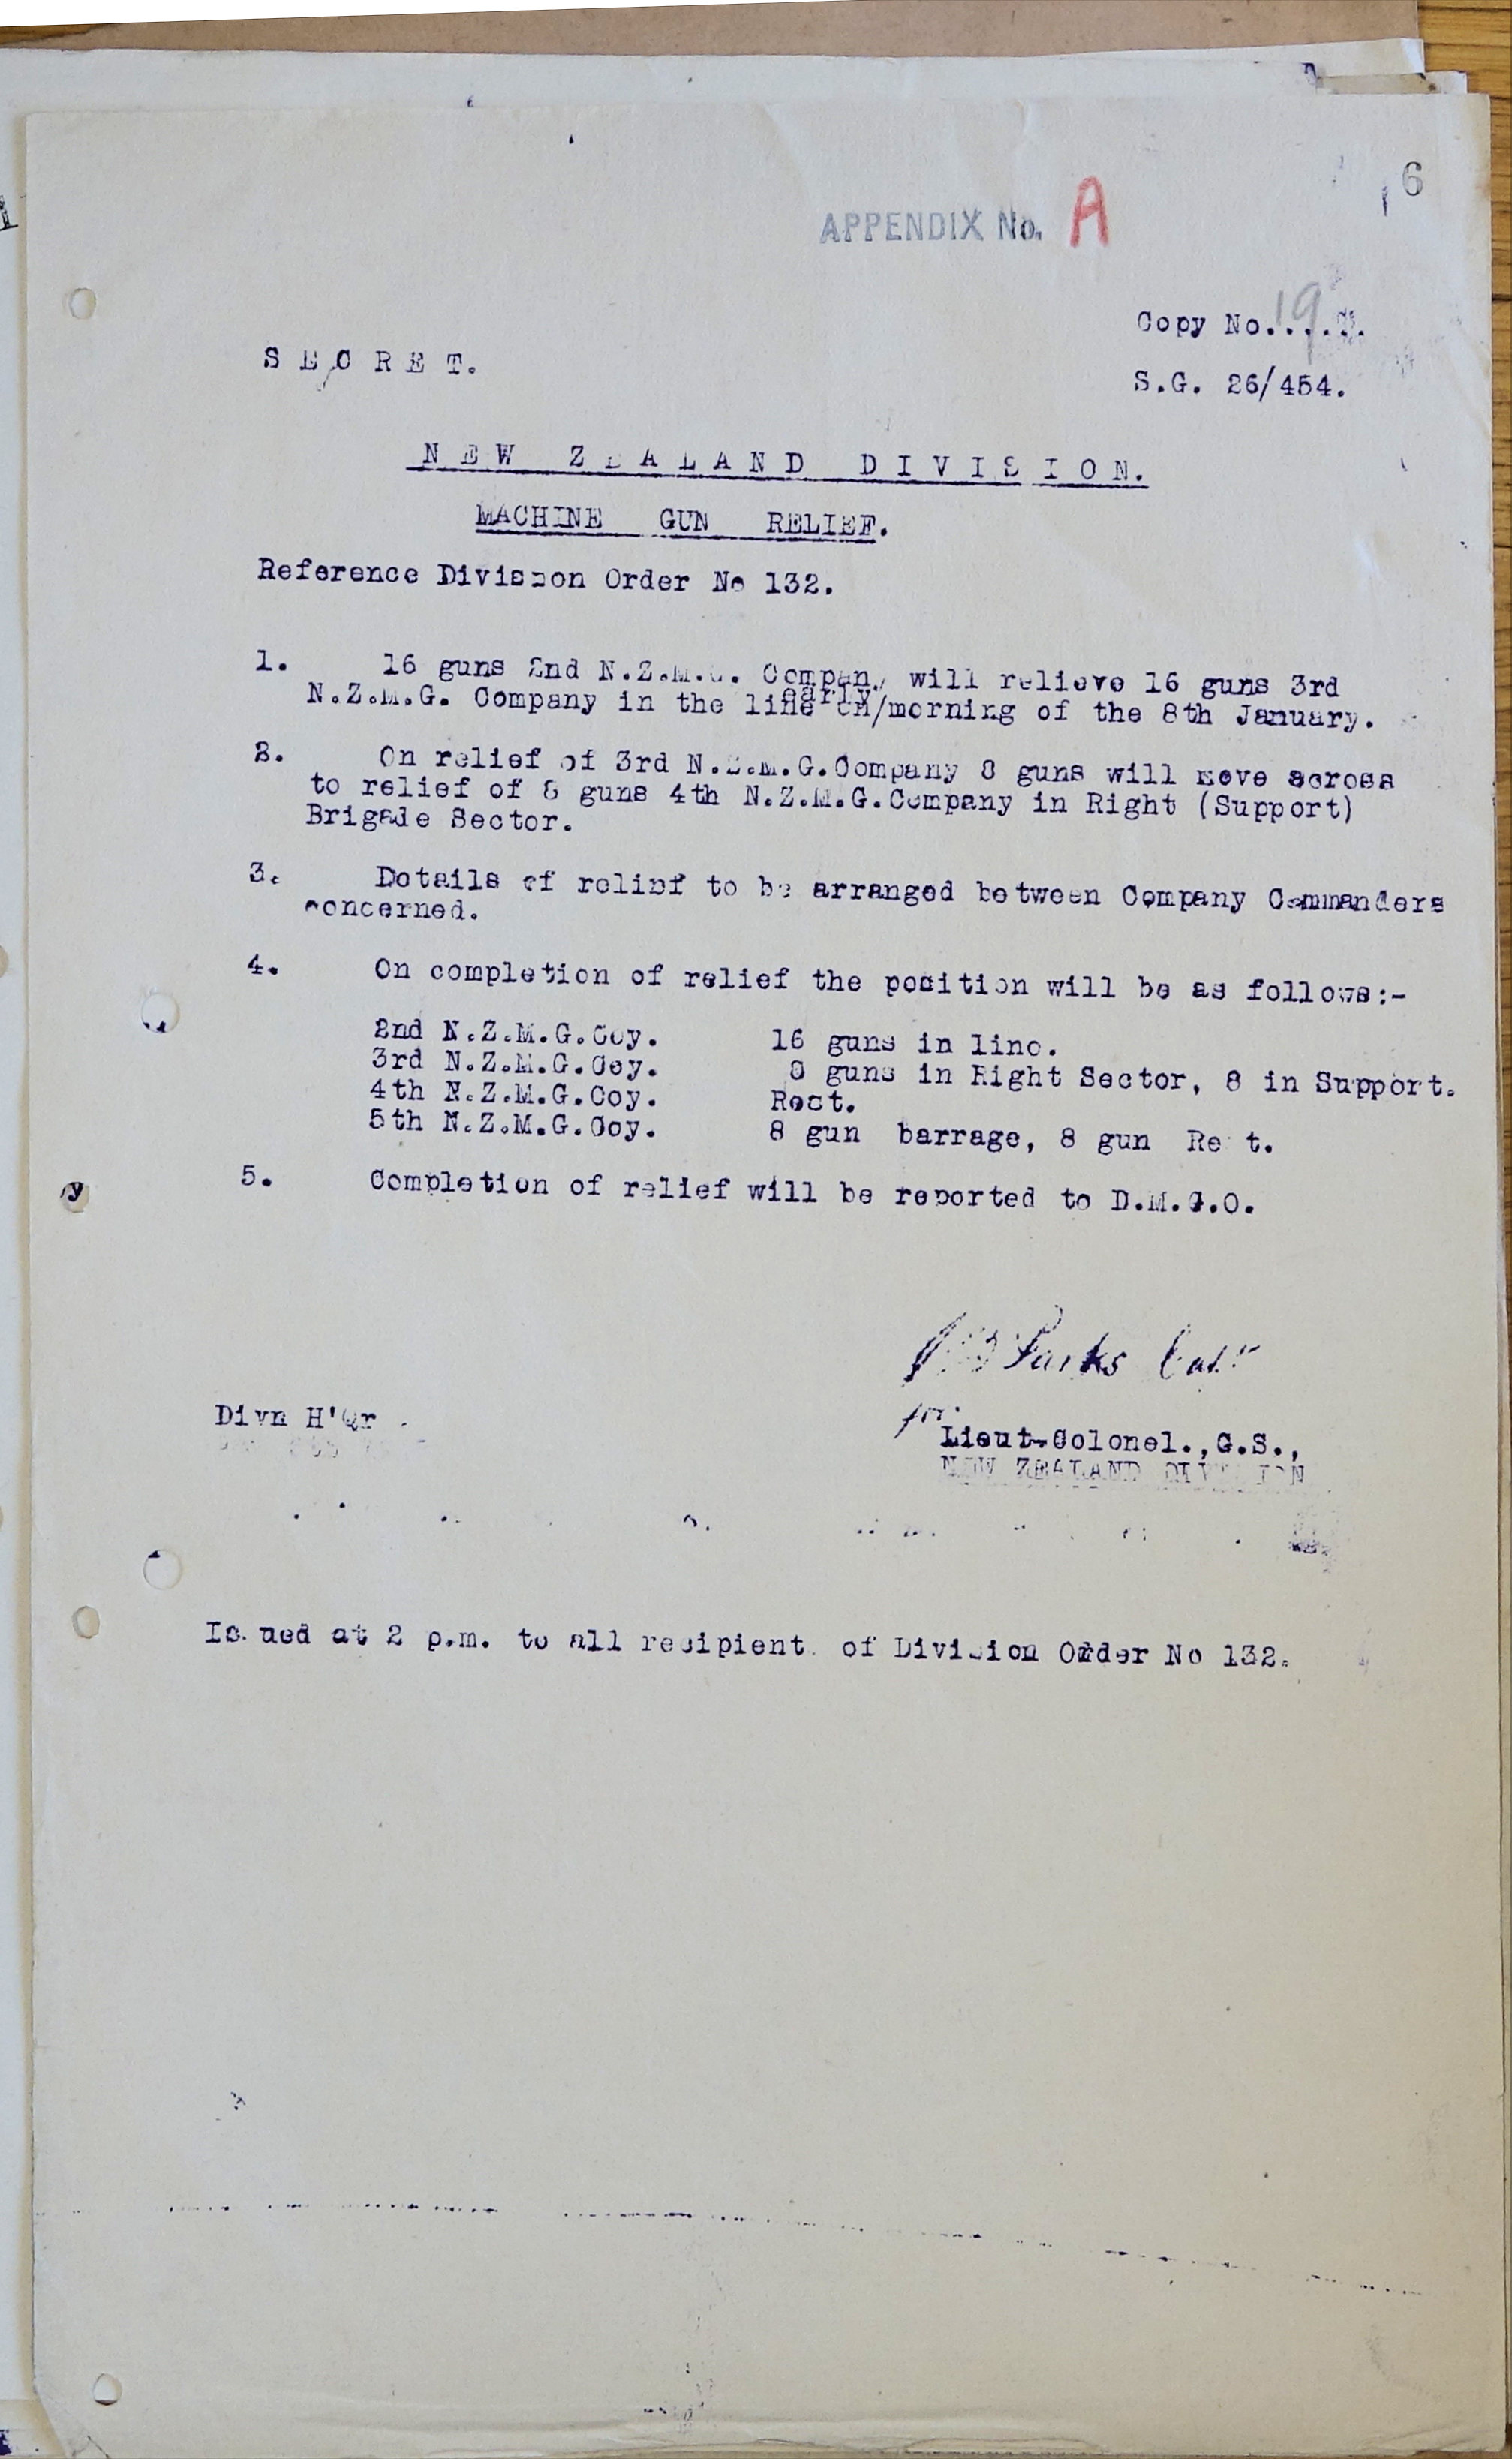 6
APPENDIX No. A
Copy No. 19
S E C R E T.
S.G. 26/454.
N E W Z E A L A N D D I V I S I O N.
MACHINE GUN RELIEF.
Reference Division Order No 132.
1. 16 guns 2nd N.Z.M.G. Company will relieve 16 guns 3rd
early
N.Z.M.G. Company in the line on/morning of the 8th January.
2. On relief of 3rd N.Z.M.G.Company 8 guns will move across
to relief of 8 guns 4th N.Z.M.G.Company in Right (Support)
Brigade Sector.
3. Details of relief to be arranged between Company Commanders
concerned.
4. On completion of relief the position will be as follows:-
2nd N.Z.M.G.Coy. 16 guns in line.
3rd N.Z.M.G.Coy. 8 guns in Right Sector, 8 in Support.
4th N.Z.M.G.Coy. Rest.
5th N.Z.M.G.Coy. 8 gun barrage, 8 gun Rest.
5. Completion of relief will be reported to D.M.G.O.
Parks Capt
for
Divn H'Qr
Lieut-Colonel.,G.S.,
NEW ZEALAND DIVISION
Issued at 2 p.m. to all recipients of Division Order No 132.